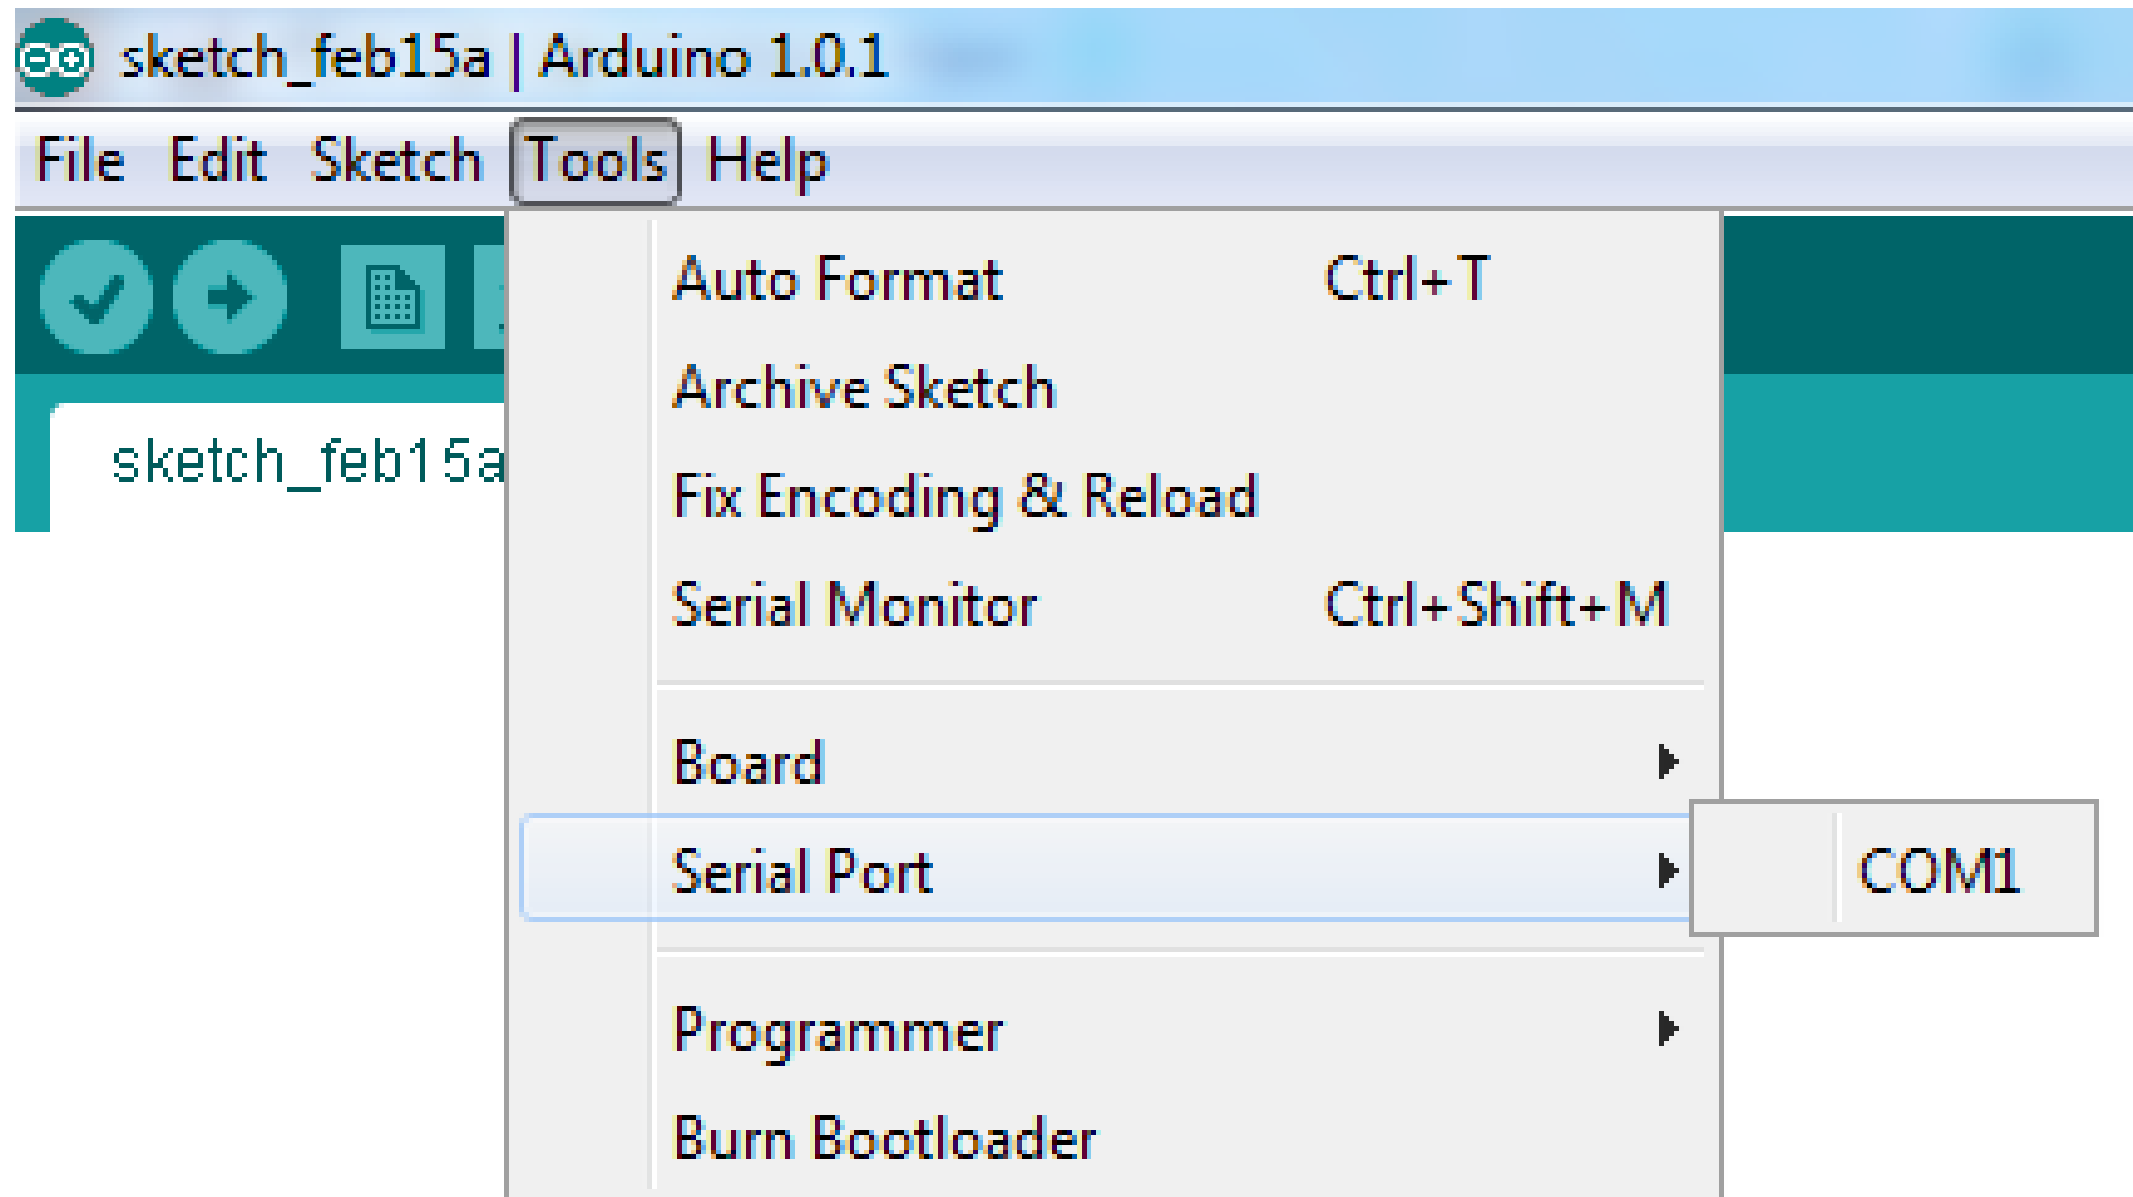 sketch_feb15a | Arduino 1.0.1
File Edit Sketch Tools Help
sketch_feb15a
Auto Format Ctrl+T
Archive Sketch
Fix Encoding & Reload
Serial Monitor Ctrl+Shift+M
Board
Serial Port COM1
Programmer
Burn Bootloader